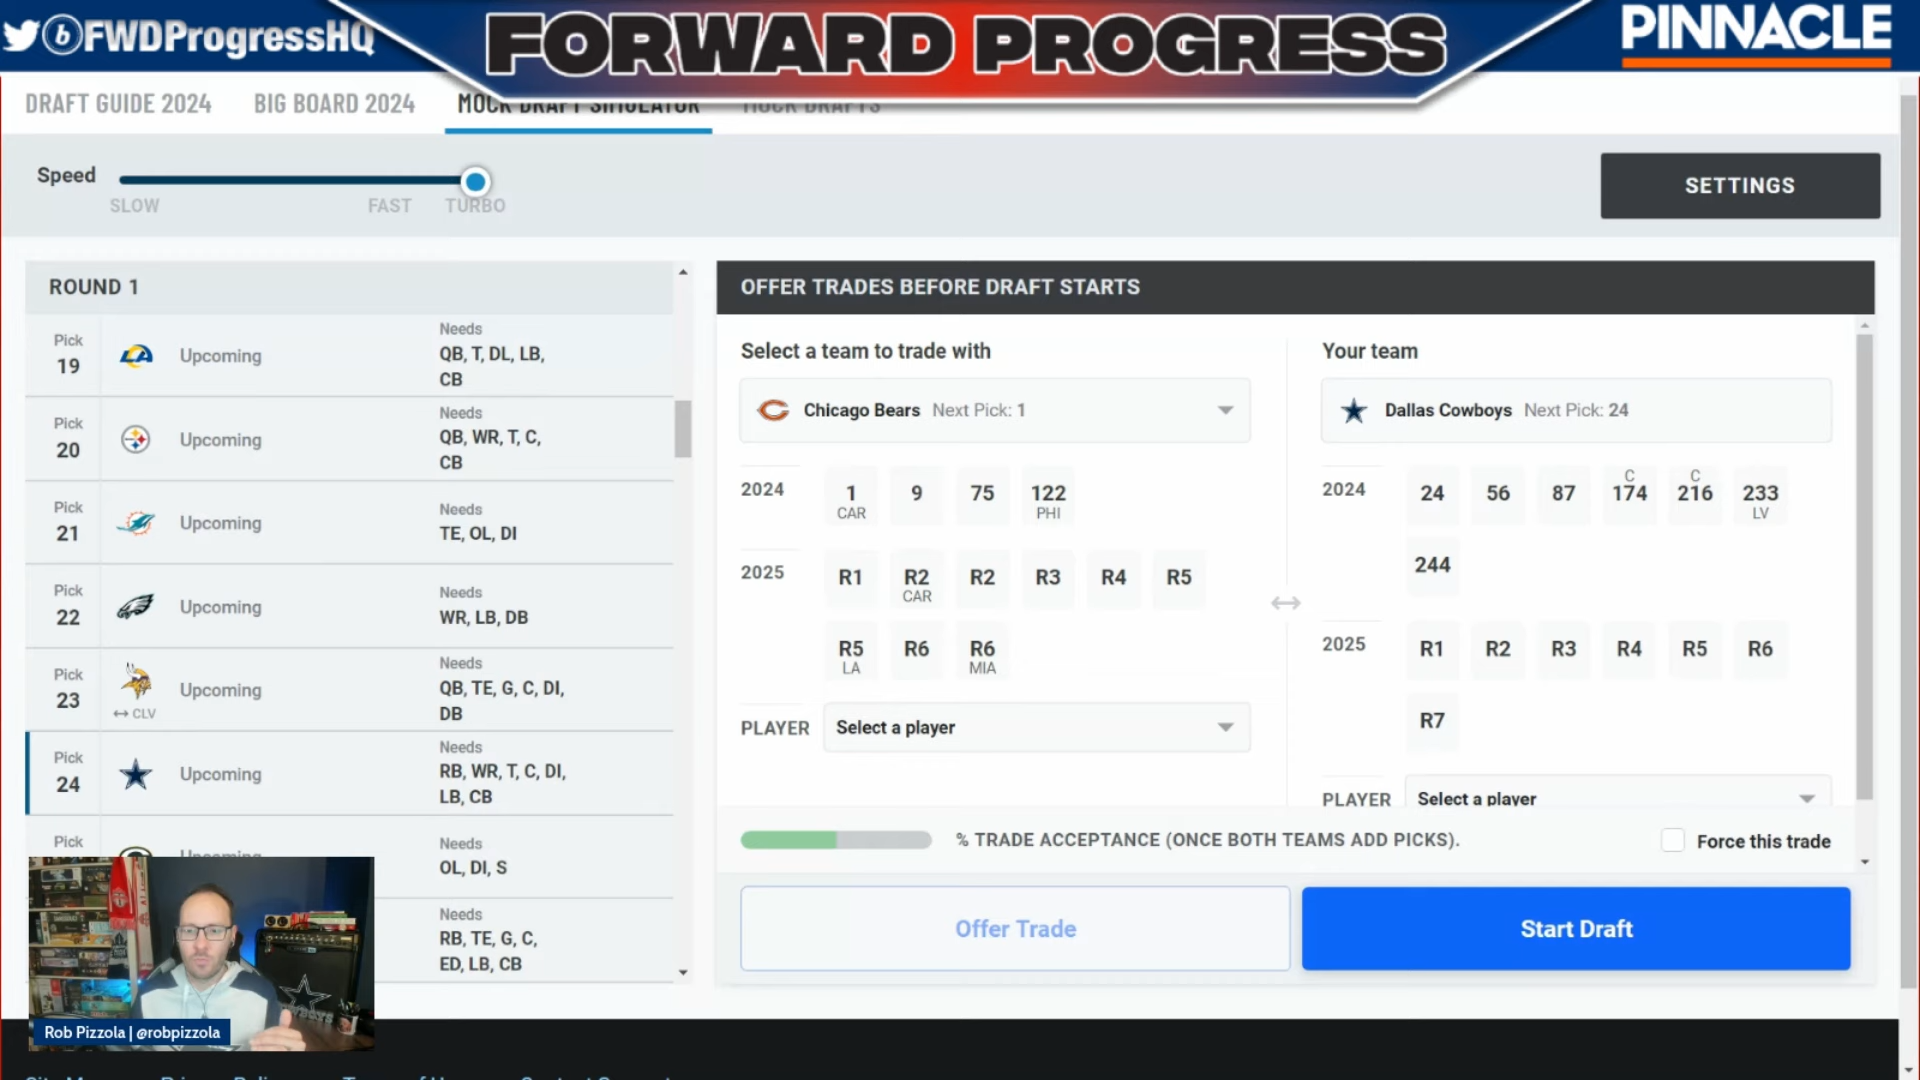 FWDProgressHQ
FORWARD PROGRESS
PINNACLE
DRAFT GUIDE 2024
BIG BOARD 2024
MOCK DRAFT SIMULATOR
MOCK DRAFTS
Speed
SLOW
FAST
TURBO
SETTINGS
ROUND 1
Pick
19
Upcoming
Needs
QB, T, DL, LB,
CB
Pick
20
Upcoming
Needs
QB, WR, T, C,
CB
Pick
21
Upcoming
Needs
TE, OL, DI
Pick
22
Upcoming
Needs
WR, LB, DB
Pick
23
↔ CLV
Upcoming
Needs
QB, TE, G, C, DI,
DB
Pick
24
Upcoming
Needs
RB, WR, T, C, DI,
LB, CB
Pick
Upcoming
Needs
OL, DI, S
Needs
RB, TE, G, C,
ED, LB, CB
OFFER TRADES BEFORE DRAFT STARTS
Select a team to trade with
Chicago Bears Next Pick: 1
2024
1 9 75 122
CAR PHI
2025
R1 R2 R2 R3 R4 R5
CAR
R5 R6 R6
LA MIA
PLAYER
Select a player
Your team
Dallas Cowboys Next Pick: 24
2024
C C
24 56 87 174 216 233
LV
244
2025
R1 R2 R3 R4 R5 R6
R7
PLAYER
Select a player
% TRADE ACCEPTANCE (ONCE BOTH TEAMS ADD PICKS).
Force this trade
Offer Trade
Start Draft
Rob Pizzola | @robpizzola